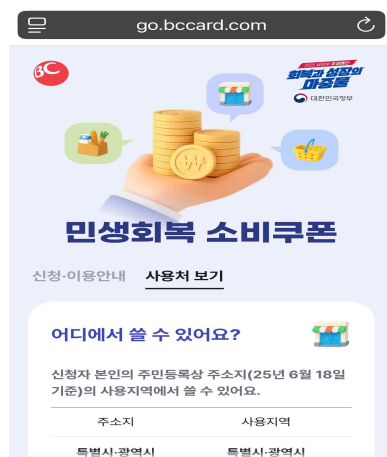 go.bccard.com
BC
회복과 성장의
마중물
대한민국정부
민생회복 소비쿠폰
신청·이용안내 사용처 보기
어디에서 쓸 수 있어요?
신청자 본인의 주민등록상 주소지(25년 6월 18일
기준)의 사용지역에서 쓸 수 있어요.
주소지 사용지역
특별시·광역시 특별시·광역시